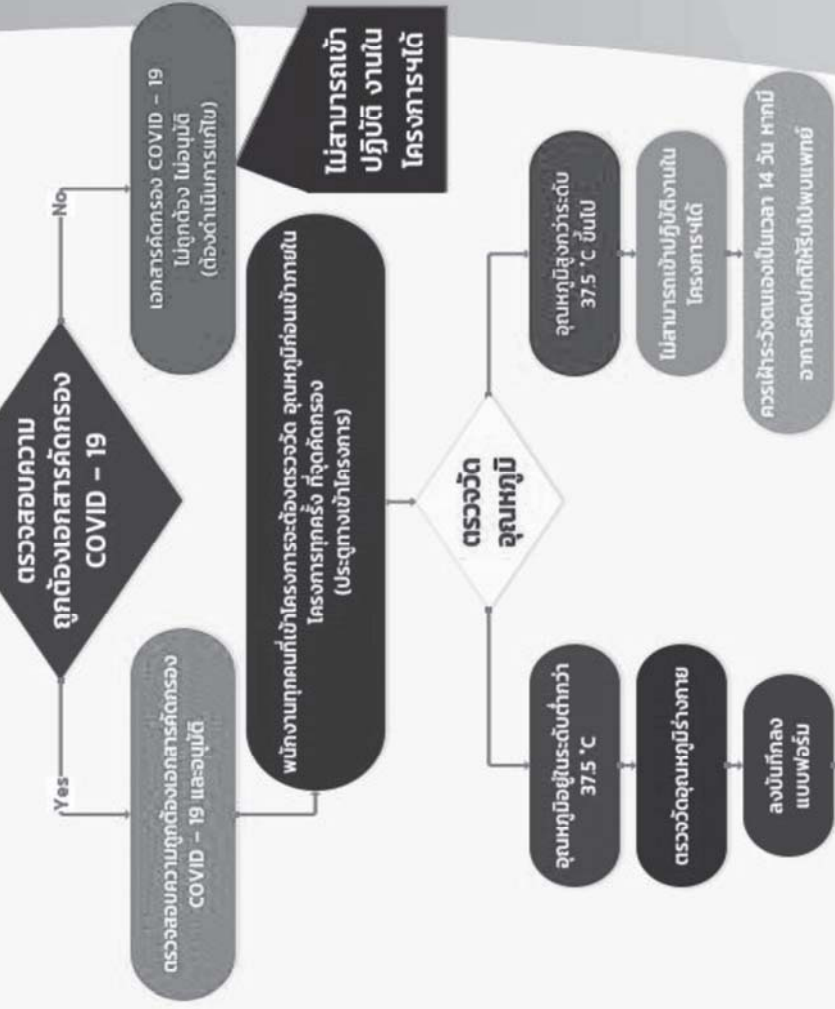 ตรวจสอบความ
ถูกต้องเอกสารคัดกรอง
COVID – 19
Yes
No
ตรวจสอบความถูกต้องเอกสารคัดกรอง
COVID – 19 และอนุมัติ
เอกสารคัดกรอง COVID – 19
ไม่ถูกต้อง ไม่อนุมัติ
(ต้องดำเนินการแก้ไข)
ไม่สามารถเข้า
ปฏิบัติ งานใน
โครงการฯได้
พนักงานทุกคนที่เข้าโครงการจะต้องตรวจวัด อุณหภูมิก่อนเข้าภายใน
โครงการทุกครั้ง ที่จุดคัดกรอง
(ประตูทางเข้าโครงการ)
ตรวจวัด
อุณหภูมิ
อุณหภูมิอยู่ในระดับต่ำกว่า
37.5 °C
ตรวจวัดอุณหภูมิร่างกาย
ลงบันทึกลง
แบบฟอร์ม
อุณหภูมิสูงกว่าระดับ
37.5 °C ขึ้นไป
ไม่สามารถเข้าปฏิบัติงานใน
โครงการฯได้
ควรเฝ้าระวังตนเองเป็นเวลา 14 วัน หากมี
อาการผิดปกติให้รีบไปพบแพทย์